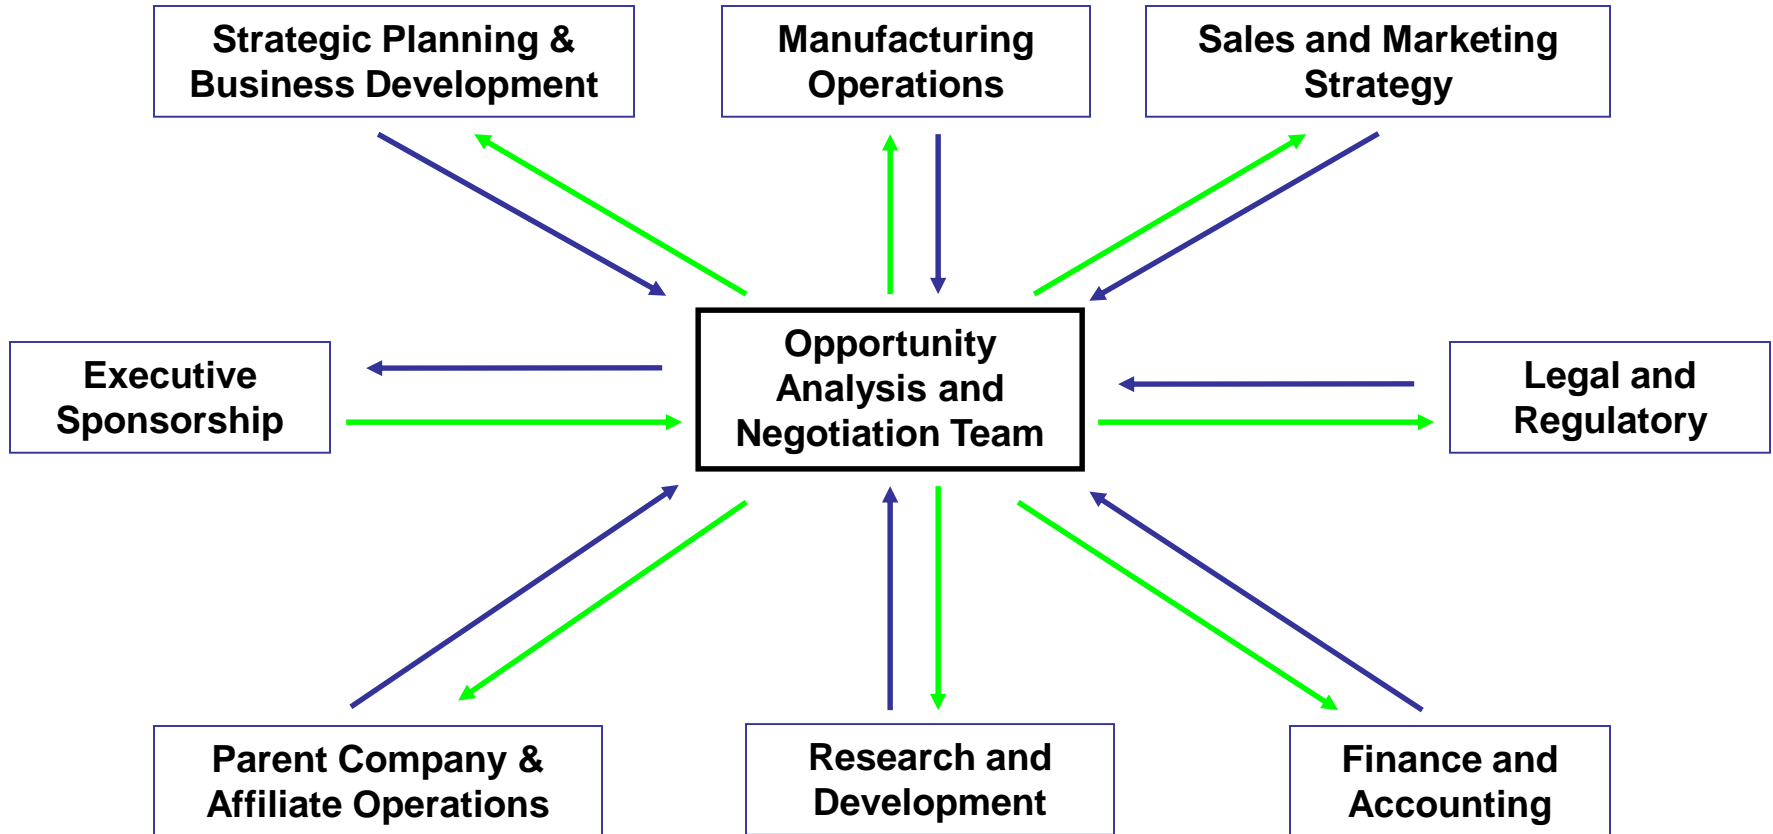 Strategic Planning &
Business Development
Manufacturing
Operations
Sales and Marketing
Strategy
Executive
Sponsorship
Opportunity
Analysis and
Negotiation Team
Legal and
Regulatory
Parent Company &
Affiliate Operations
Research and
Development
Finance and
Accounting